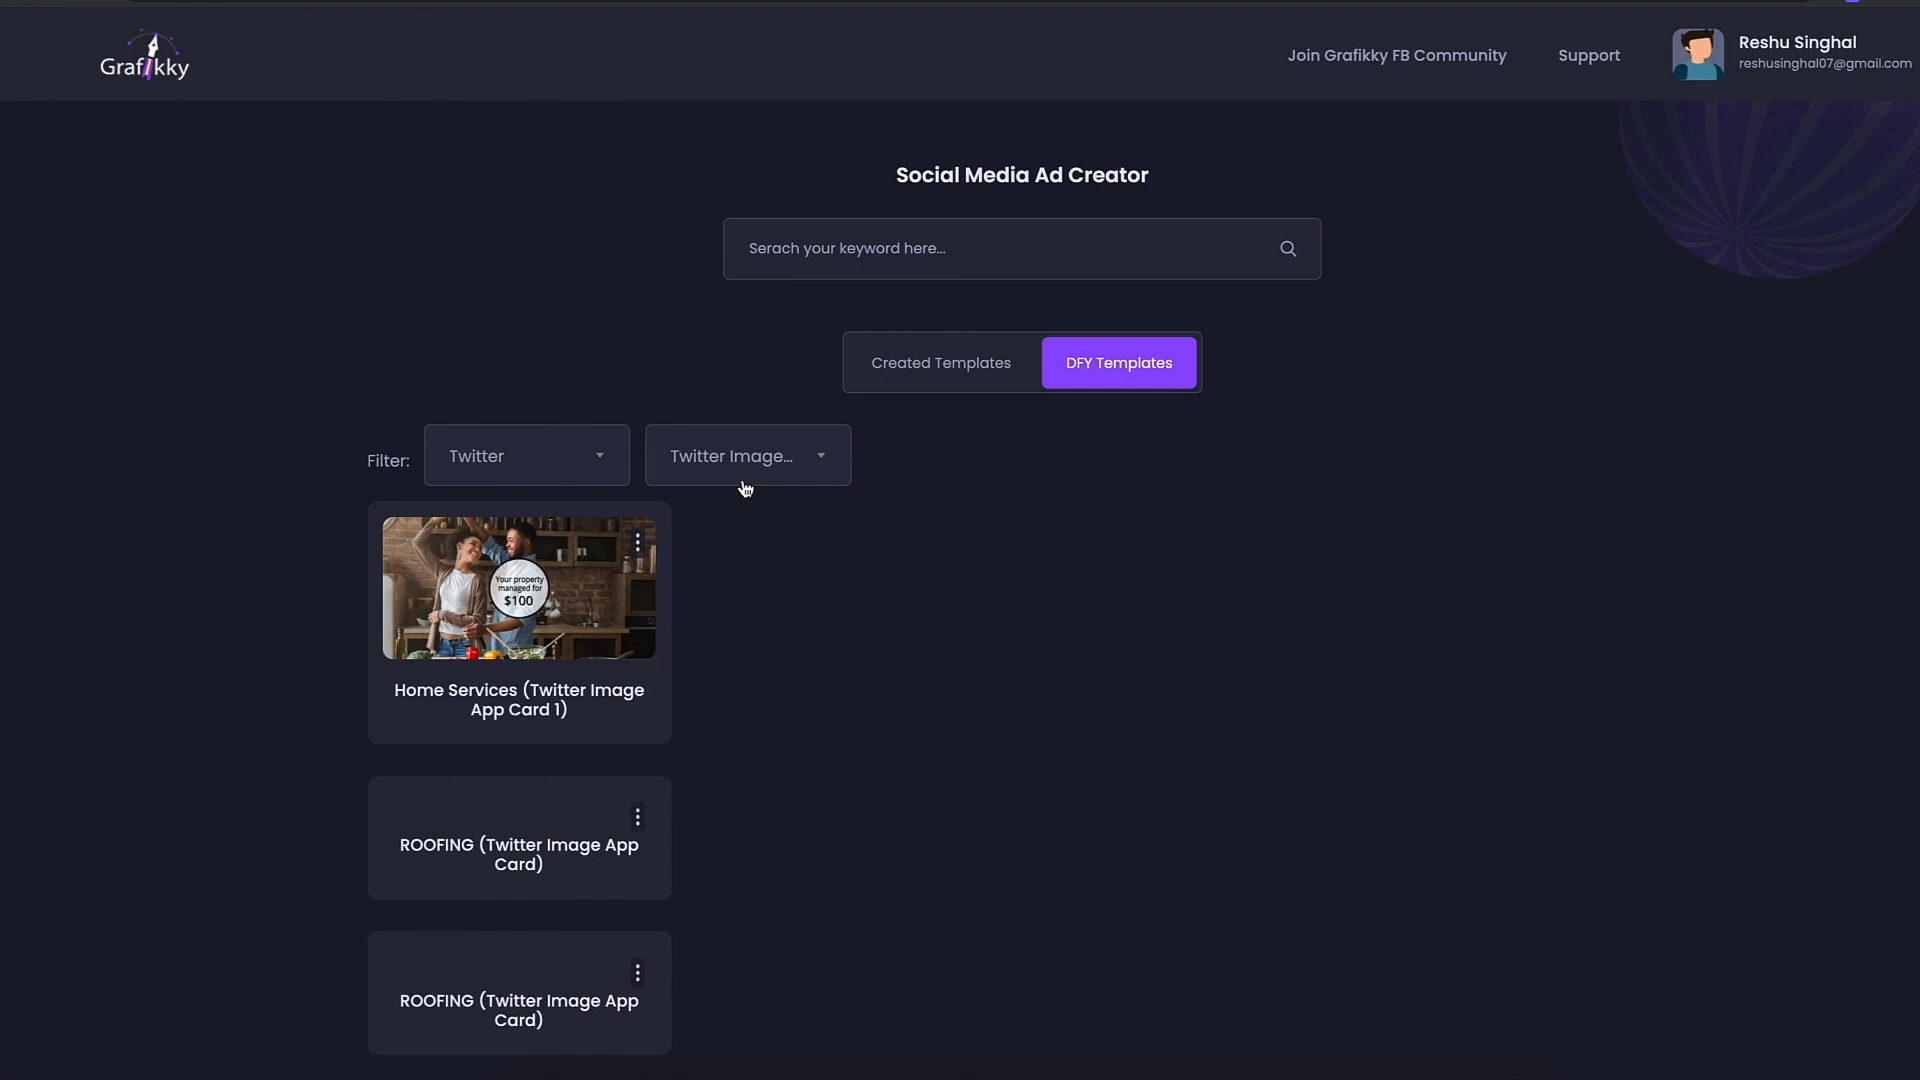 Grafikky
Join Grafikky FB Community
Support
Reshu Singhal
reshusinghal07@gmail.com
Social Media Ad Creator
Serach your keyword here...
Created Templates
DFY Templates
Filter:
Twitter
Twitter Image...
Your property
managed for
$100
Home Services (Twitter Image
App Card 1)
ROOFING (Twitter Image App
Card)
ROOFING (Twitter Image App
Card)